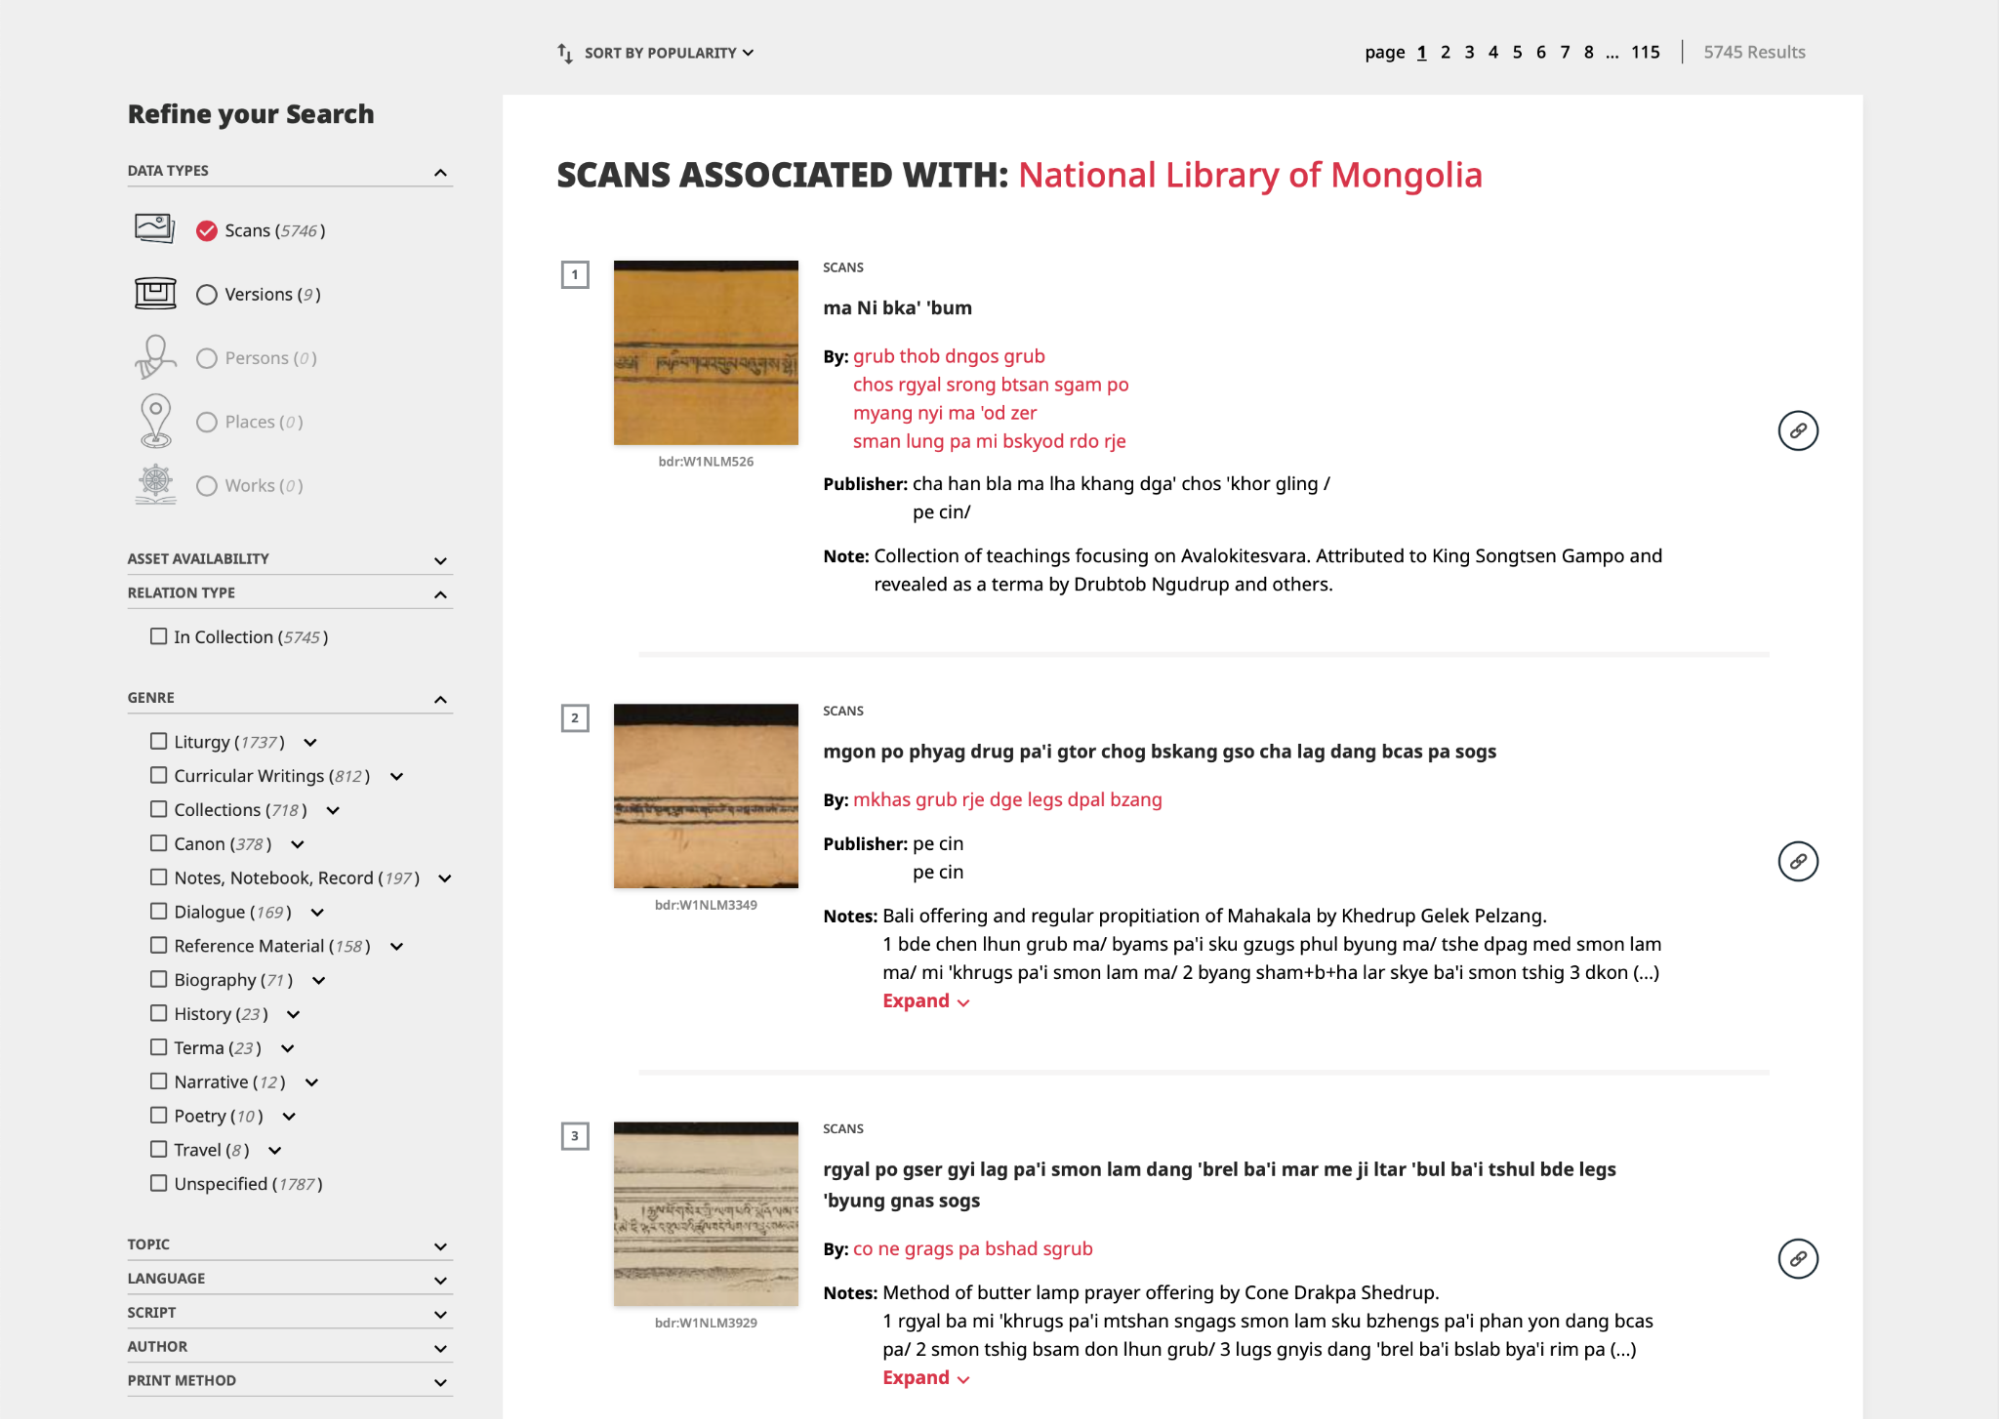 SORT BY POPULARITY
page 1 2 3 4 5 6 7 8 ... 115 | 5745 Results
Refine your Search
DATA TYPES
Scans (5746)
Versions (9)
Persons (0)
Places (0)
Works (0)
ASSET AVAILABILITY
RELATION TYPE
In Collection (5745)
GENRE
Liturgy (1737)
Curricular Writings (812)
Collections (718)
Canon (378)
Notes, Notebook, Record (197)
Dialogue (169)
Reference Material (158)
Biography (71)
History (23)
Terma (23)
Narrative (12)
Poetry (10)
Travel (8)
Unspecified (1787)
TOPIC
LANGUAGE
SCRIPT
AUTHOR
PRINT METHOD
SCANS ASSOCIATED WITH: National Library of Mongolia
1
bdr:W1NLM526
SCANS
ma Ni bka' 'bum
By: grub thob dngos grub
chos rgyal srong btsan sgam po
myang nyi ma 'od zer
sman lung pa mi bskyod rdo rje
Publisher: cha han bla ma lha khang dga' chos 'khor gling /
pe cin/
Note: Collection of teachings focusing on Avalokitesvara. Attributed to King Songtsen Gampo and
revealed as a terma by Drubtob Ngudrup and others.
2
bdr:W1NLM3349
SCANS
mgon po phyag drug pa'i gtor chog bskang gso cha lag dang bcas pa sogs
By: mkhas grub rje dge legs dpal bzang
Publisher: pe cin
pe cin
Notes: Bali offering and regular propitiation of Mahakala by Khedrup Gelek Pelzang.
1 bde chen lhun grub ma/ byams pa'i sku gzugs phul byung ma/ tshe dpag med smon lam
ma/ mi 'khrugs pa'i smon lam ma/ 2 byang sham+b+ha lar skye ba'i smon tshig 3 dkon (...)
Expand
3
bdr:W1NLM3929
SCANS
rgyal po gser gyi lag pa'i smon lam dang 'brel ba'i mar me ji ltar 'bul ba'i tshul bde legs
'byung gnas sogs
By: co ne grags pa bshad sgrub
Notes: Method of butter lamp prayer offering by Cone Drakpa Shedrup.
1 rgyal ba mi 'khrugs pa'i mtshan sngags smon lam sku bzhengs pa'i phan yon dang bcas
pa/ 2 smon tshig bsam don lhun grub/ 3 lugs gnyis dang 'brel ba'i bslab bya'i rim pa (...)
Expand